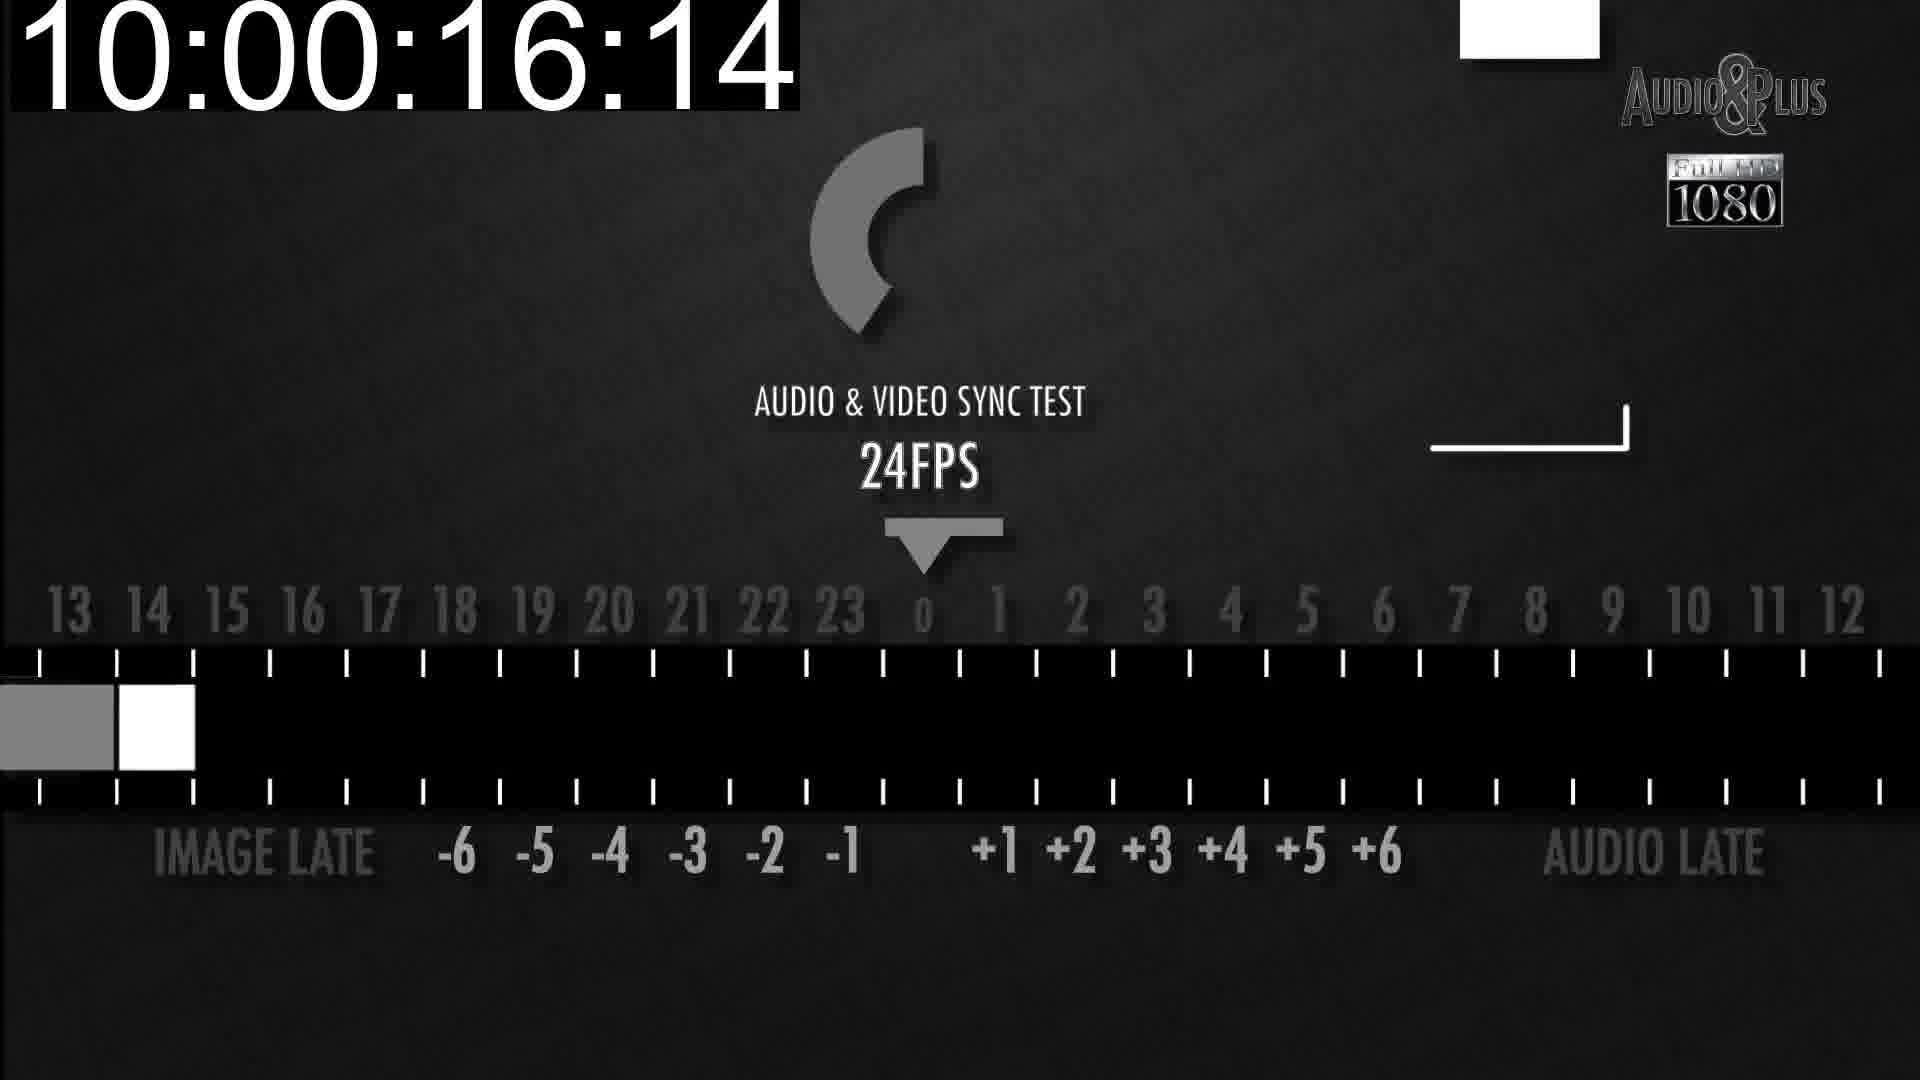 10:00:16:14
AUDIO&PLUS
Full HD
1080
AUDIO & VIDEO SYNC TEST
24FPS
13 14 15 16 17 18 19 20 21 22 23 0 1 2 3 4 5 6 7 8 9 10 11 12
IMAGE LATE -6 -5 -4 -3 -2 -1 +1 +2 +3 +4 +5 +6 AUDIO LATE